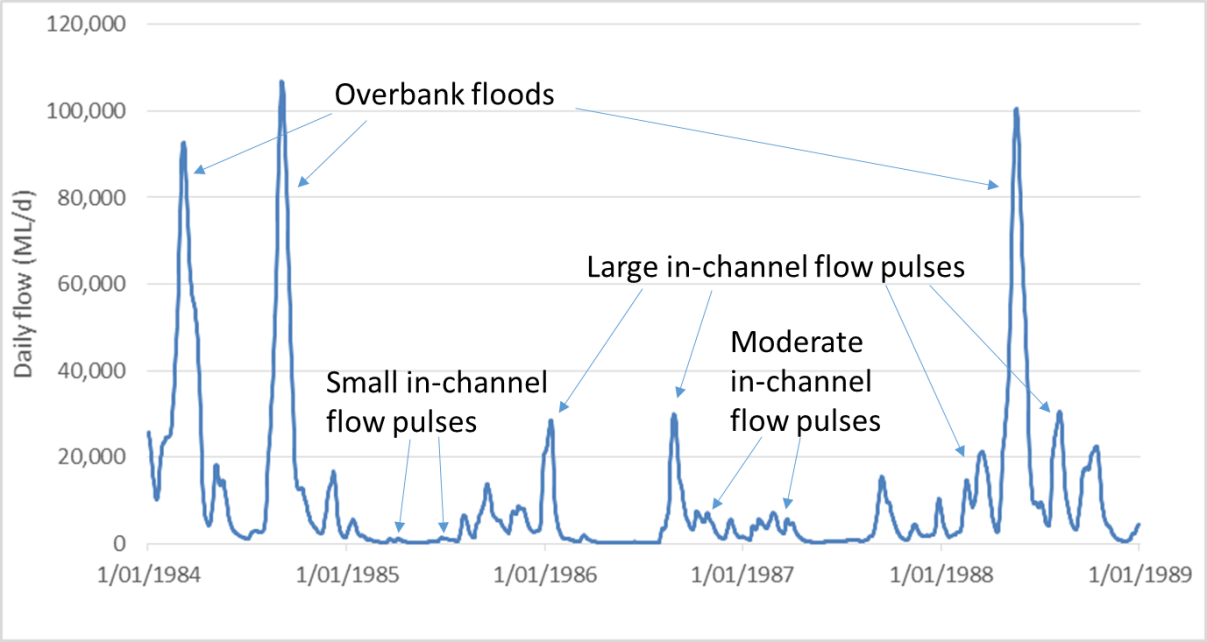 120,000
100,000
80,000
60,000
40,000
20,000
0
Daily flow (ML/d)
Overbank floods
Large in-channel flow pulses
Moderate
in-channel
flow pulses
Small in-channel
flow pulses
1/01/1984
1/01/1985
1/01/1986
1/01/1987
1/01/1988
1/01/1989